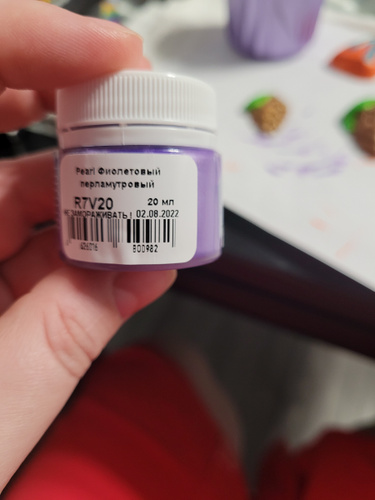 Pearl Фиолетовый
перламутровый
R7V20 20 мл
НЕ ЗАМОРАЖИВАТЬ! 02.08.2022
800982